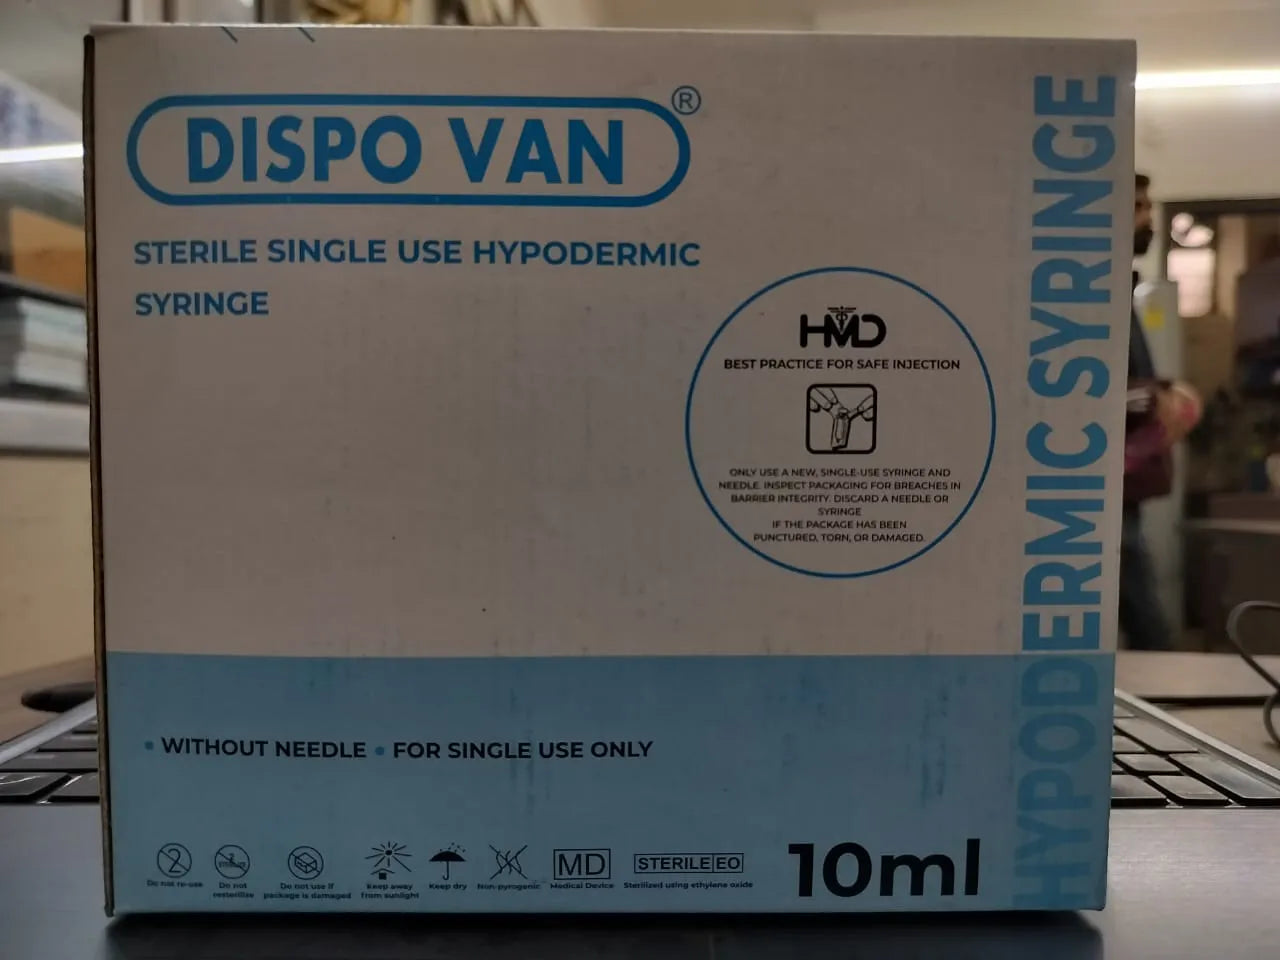 DISPO VAN®
STERILE SINGLE USE HYPODERMIC
SYRINGE
HMD
BEST PRACTICE FOR SAFE INJECTION
ONLY USE A NEW, SINGLE-USE SYRINGE AND
NEEDLE. INSPECT PACKAGING FOR BREACHES IN
BARRIER INTEGRITY. DISCARD A NEEDLE OR
SYRINGE
IF THE PACKAGE HAS BEEN
PUNCTURED, TORN, OR DAMAGED.
HYPODERMIC SYRINGE
• WITHOUT NEEDLE • FOR SINGLE USE ONLY
2
Do not re-use
2
Do not
resterilize
Do not use if
package is damaged
Keep away
from sunlight
Keep dry
Non-pyrogenic
MD
Medical Device
STERILE EO
Sterilized using ethylene oxide
10ml